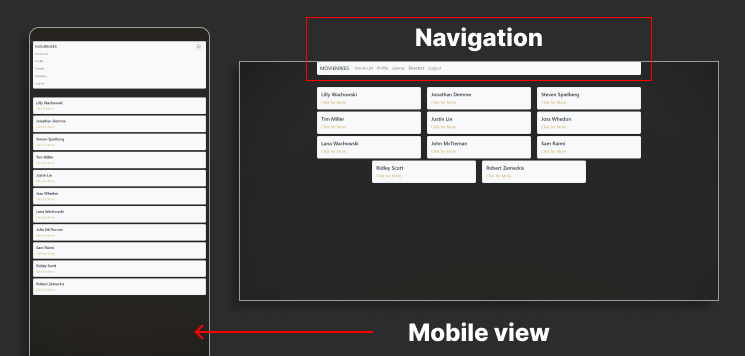 MOVIEMIKES
Movie List
Profile
Genres
Directors
Logout
Lilly Wachowski
Click for More
Jonathan Demme
Click for More
Steven Spielberg
Click for More
Tim Miller
Click for More
Justin Lin
Click for More
Joss Whedon
Click for More
Lana Wachowski
Click for More
John McTiernan
Click for More
Sam Raimi
Click for More
Ridley Scott
Click for More
Robert Zemeckis
Click for More
Navigation
MOVIEMIKES Movie List Profile Genres Directors Logout
Lilly Wachowski Jonathan Demme Steven Spielberg
Click for More Click for More Click for More
Tim Miller Justin Lin Joss Whedon
Click for More Click for More Click for More
Lana Wachowski John McTiernan Sam Raimi
Click for More Click for More Click for More
Ridley Scott Robert Zemeckis
Click for More Click for More
Mobile view